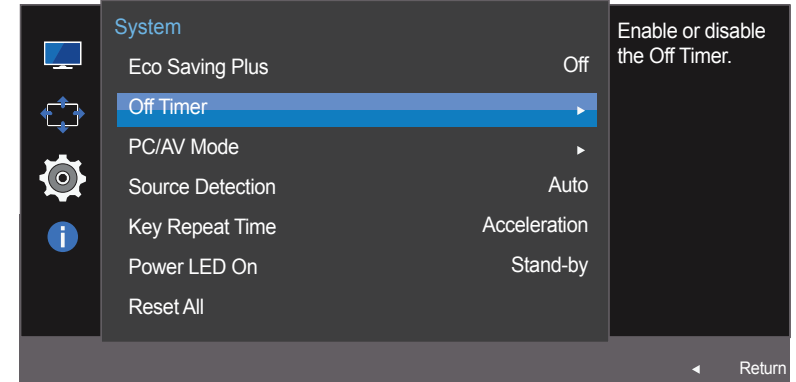 System
Eco Saving Plus Off
Off Timer ►
PC/AV Mode ►
Source Detection Auto
Key Repeat Time Acceleration
Power LED On Stand-by
Reset All
Enable or disable
the Off Timer.
◄ Return